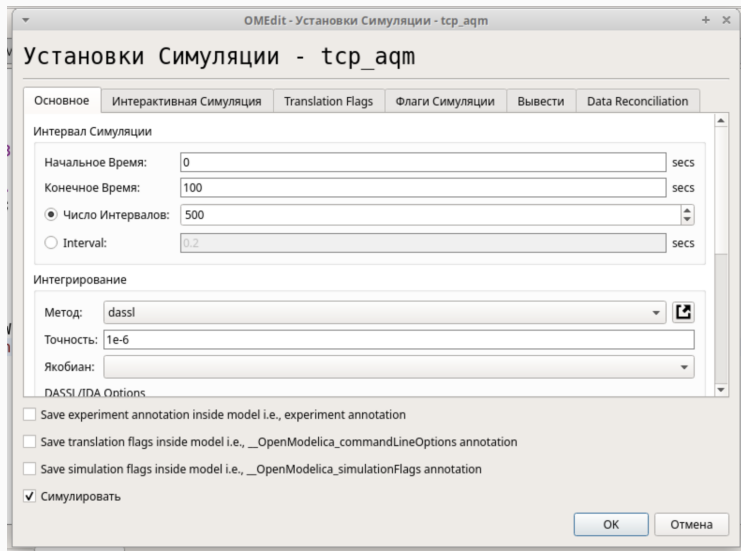 OMEdit - Установки Симуляции - tcp_aqm
Установки Симуляции - tcp_aqm
Основное Интерактивная Симуляция Translation Flags Флаги Симуляции Вывести Data Reconciliation
Интервал Симуляции
Начальное Время: 0 secs
Конечное Время: 100 secs
Число Интервалов: 500
Interval: 0.2 secs
Интегрирование
Метод: dassl
Точность: 1e-6
Якобиан:
DASSL/IDA Options
Save experiment annotation inside model i.e., experiment annotation
Save translation flags inside model i.e., __OpenModelica_commandLineOptions annotation
Save simulation flags inside model i.e., __OpenModelica_simulationFlags annotation
Симулировать
OK Отмена